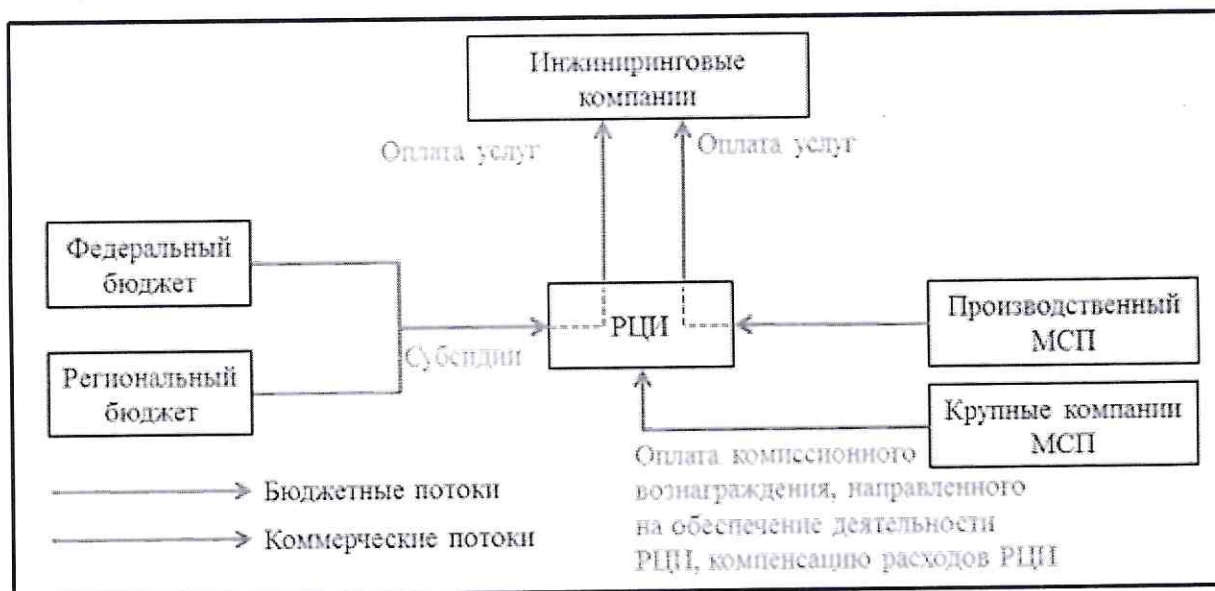 Инжиниринговые
компании
Оплата услуг
Оплата услуг
Федеральный
бюджет
Региональный
бюджет
Субсидии
РЦИ
Производственный
МСП
Крупные компании
МСП
Оплата комиссионного
вознаграждения, направленного
на обеспечение деятельности
РЦИ, компенсацию расходов РЦИ
Бюджетные потоки
Коммерческие потоки